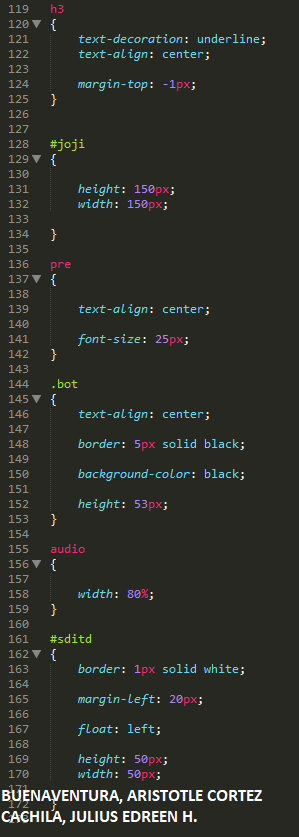 119 h3
120 {
121     text-decoration: underline;
122     text-align: center;
123
124     margin-top: -1px;
125 }
126
127
128 #joji
129 {
130
131     height: 150px;
132     width: 150px;
133
134 }
135
136 pre
137 {
138
139     text-align: center;
140
141     font-size: 25px;
142 }
143
144 .bot
145 {
146     text-align: center;
147
148     border: 5px solid black;
149
150     background-color: black;
151
152     height: 53px;
153 }
154
155 audio
156 {
157
158     width: 80%;
159 }
160
161 #sditd
162 {
163     border: 1px solid white;
164
165     margin-left: 20px;
166
167     float: left;
168
169     height: 50px;
170     width: 50px;
171
BUENAVENTURA, ARISTOTLE CORTEZ
172 }
CACHILA, JULIUS EDREEN H.